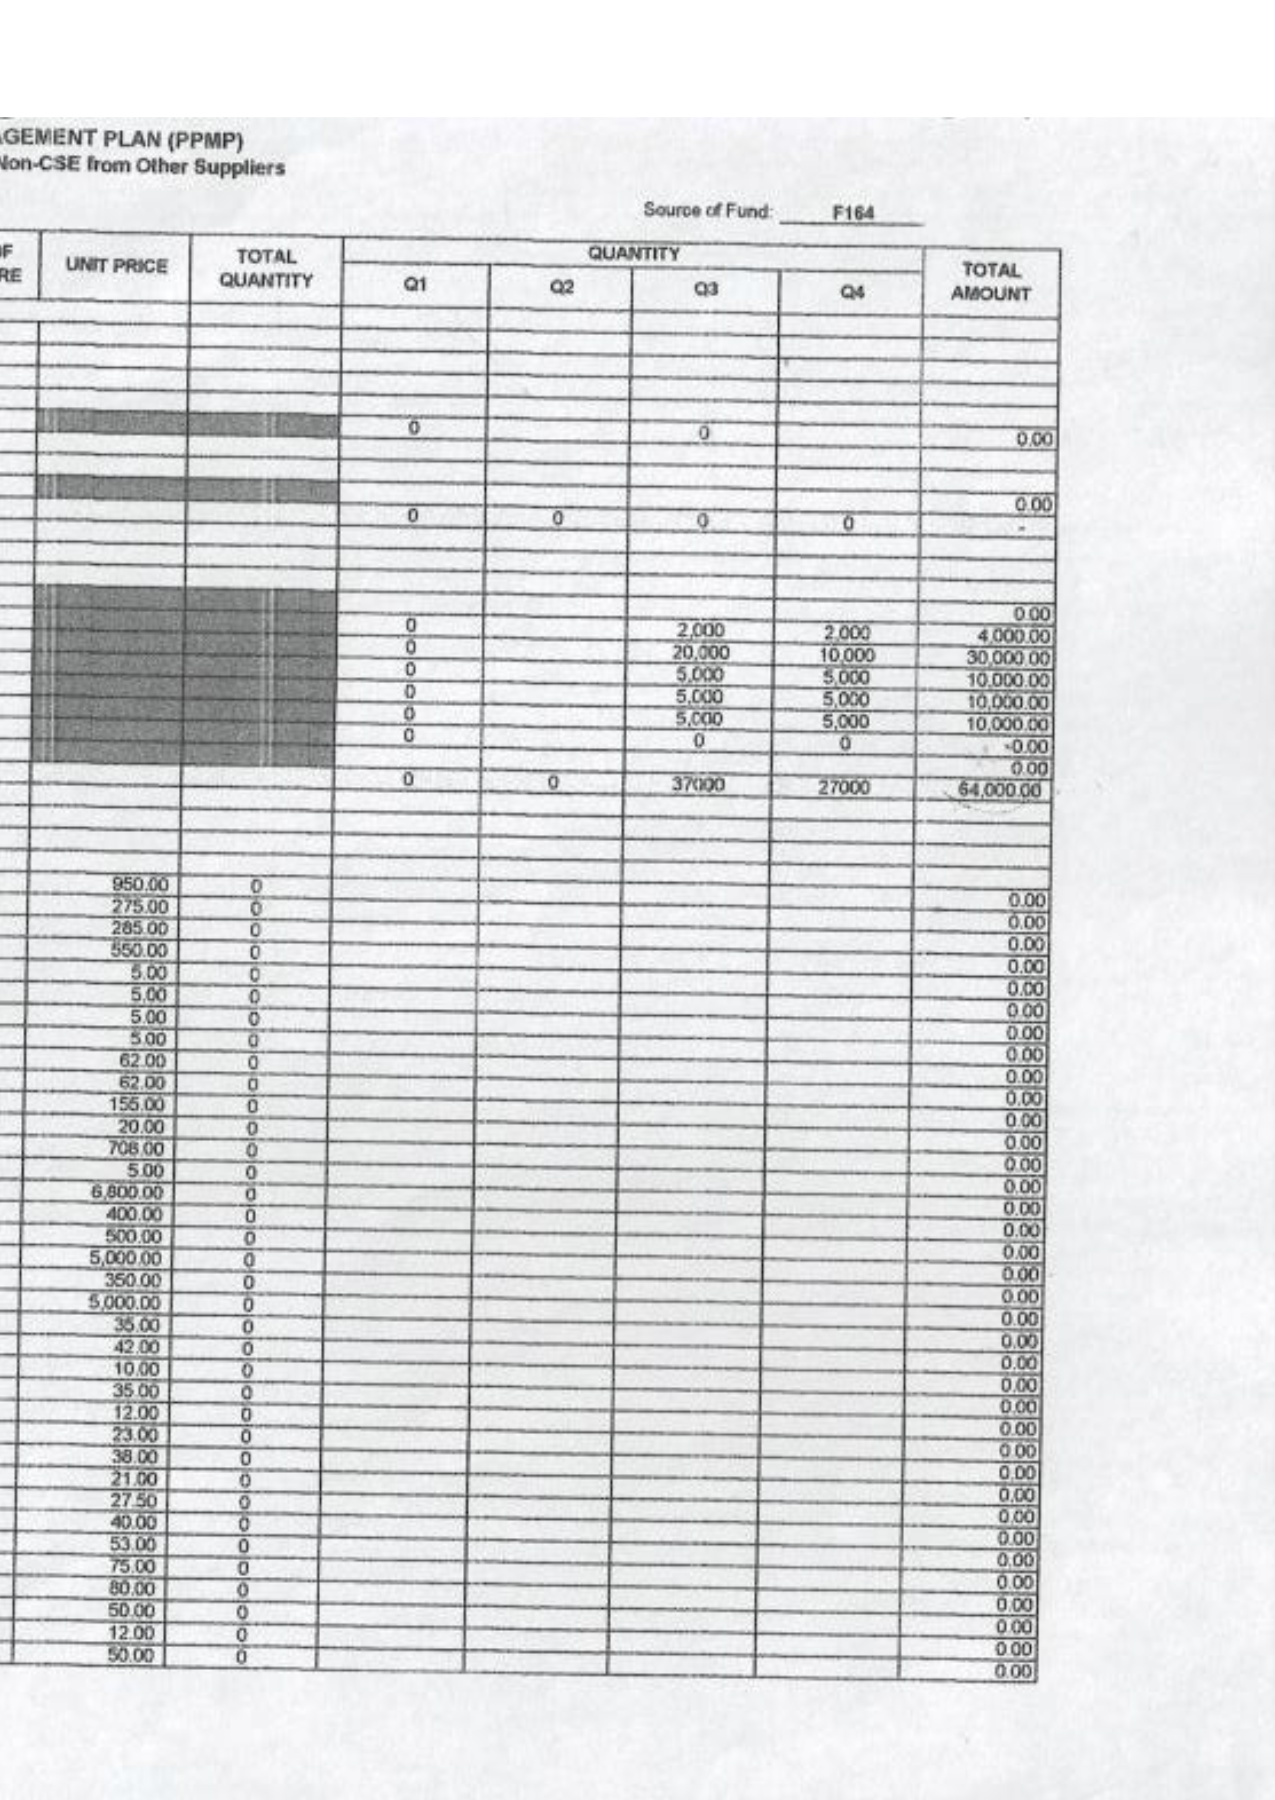 AGEMENT PLAN (PPMP)
Non-CSE from Other Suppliers
Source of Fund: F164
UNIT PRICE TOTAL QUANTITY QUANTITY TOTAL AMOUNT
RE Q1 Q2 Q3 Q4
0 0 0.00
0.00
0 0 0 0 -
0.00
0 2,000 2,000 4,000.00
0 20,000 10,000 30,000.00
0 5,000 5,000 10,000.00
0 5,000 5,000 10,000.00
0 5,000 5,000 10,000.00
0 0 0 0.00
0.00
0 0 37000 27000 64,000.00
950.00 0 0.00
275.00 0 0.00
285.00 0 0.00
550.00 0 0.00
5.00 0 0.00
5.00 0 0.00
5.00 0 0.00
5.00 0 0.00
62.00 0 0.00
62.00 0 0.00
155.00 0 0.00
20.00 0 0.00
708.00 0 0.00
5.00 0 0.00
6,800.00 0 0.00
400.00 0 0.00
500.00 0 0.00
5,000.00 0 0.00
350.00 0 0.00
5,000.00 0 0.00
35.00 0 0.00
42.00 0 0.00
10.00 0 0.00
35.00 0 0.00
12.00 0 0.00
23.00 0 0.00
38.00 0 0.00
21.00 0 0.00
27.50 0 0.00
40.00 0 0.00
53.00 0 0.00
75.00 0 0.00
80.00 0 0.00
50.00 0 0.00
12.00 0 0.00
50.00 0 0.00